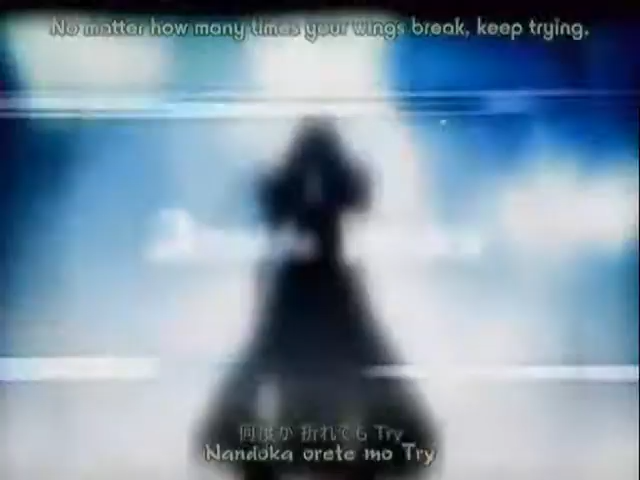 No matter how many times your wings break, keep trying.
何度か 折れても Try
Nandoka orete mo Try